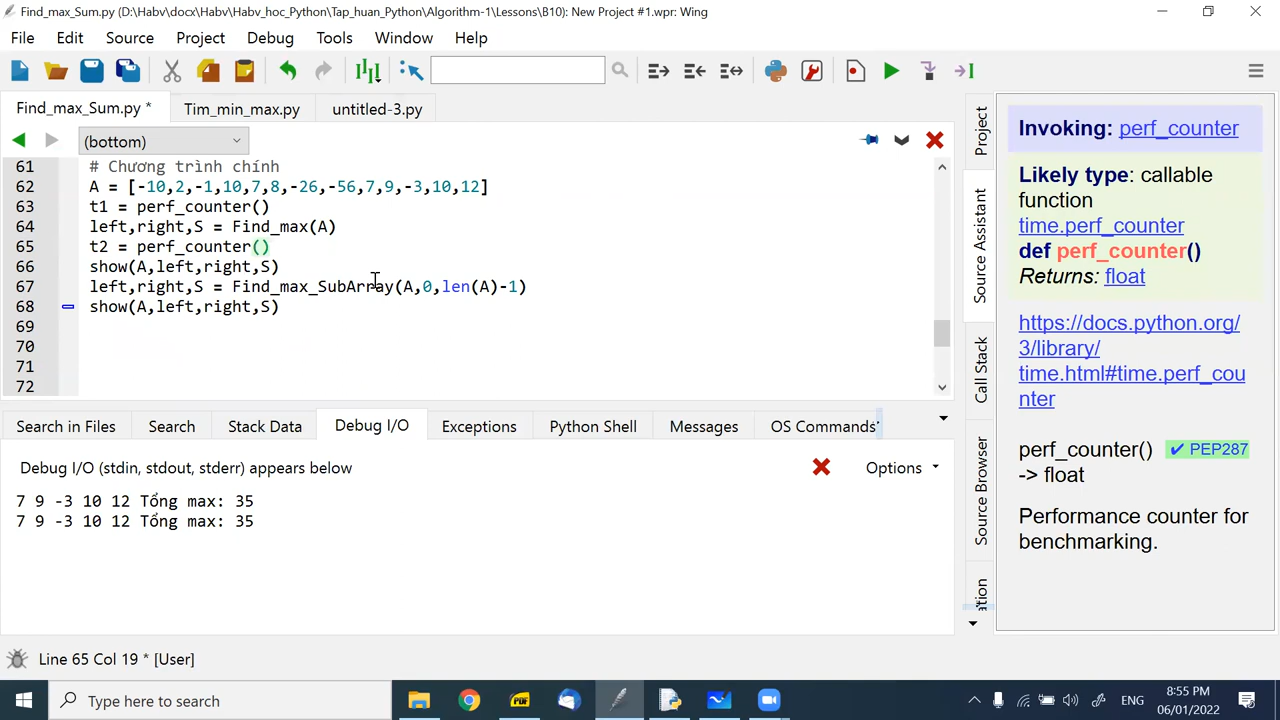 Find_max_Sum.py (D:\Habv\docx\Habv\Habv_hoc_Python\Tap_huan_Python\Algorithm-1\Lessons\B10): New Project #1.wpr: Wing
File Edit Source Project Debug Tools Window Help
Find_max_Sum.py * Tim_min_max.py untitled-3.py
(bottom)
61 # Chương trình chính
62 A = [-10,2,-1,10,7,8,-26,-56,7,9,-3,10,12]
63 t1 = perf_counter()
64 left,right,S = Find_max(A)
65 t2 = perf_counter()
66 show(A,left,right,S)
67 left,right,S = Find_max_SubArray(A,0,len(A)-1)
68 show(A,left,right,S)
69
70
71
72
Search in Files Search Stack Data Debug I/O Exceptions Python Shell Messages OS Commands
Debug I/O (stdin, stdout, stderr) appears below
Options
7 9 -3 10 12 Tổng max: 35
7 9 -3 10 12 Tổng max: 35
Project
Source Assistant
Call Stack
Source Browser
Invoking: perf_counter
Likely type: callable
function
time.perf_counter
def perf_counter()
Returns: float
https://docs.python.org/
3/library/
time.html#time.perf_cou
nter
perf_counter() ✔ PEP287
-> float
Performance counter for
benchmarking.
Line 65 Col 19 * [User]
Type here to search
PDF
ENG
8:55 PM
06/01/2022